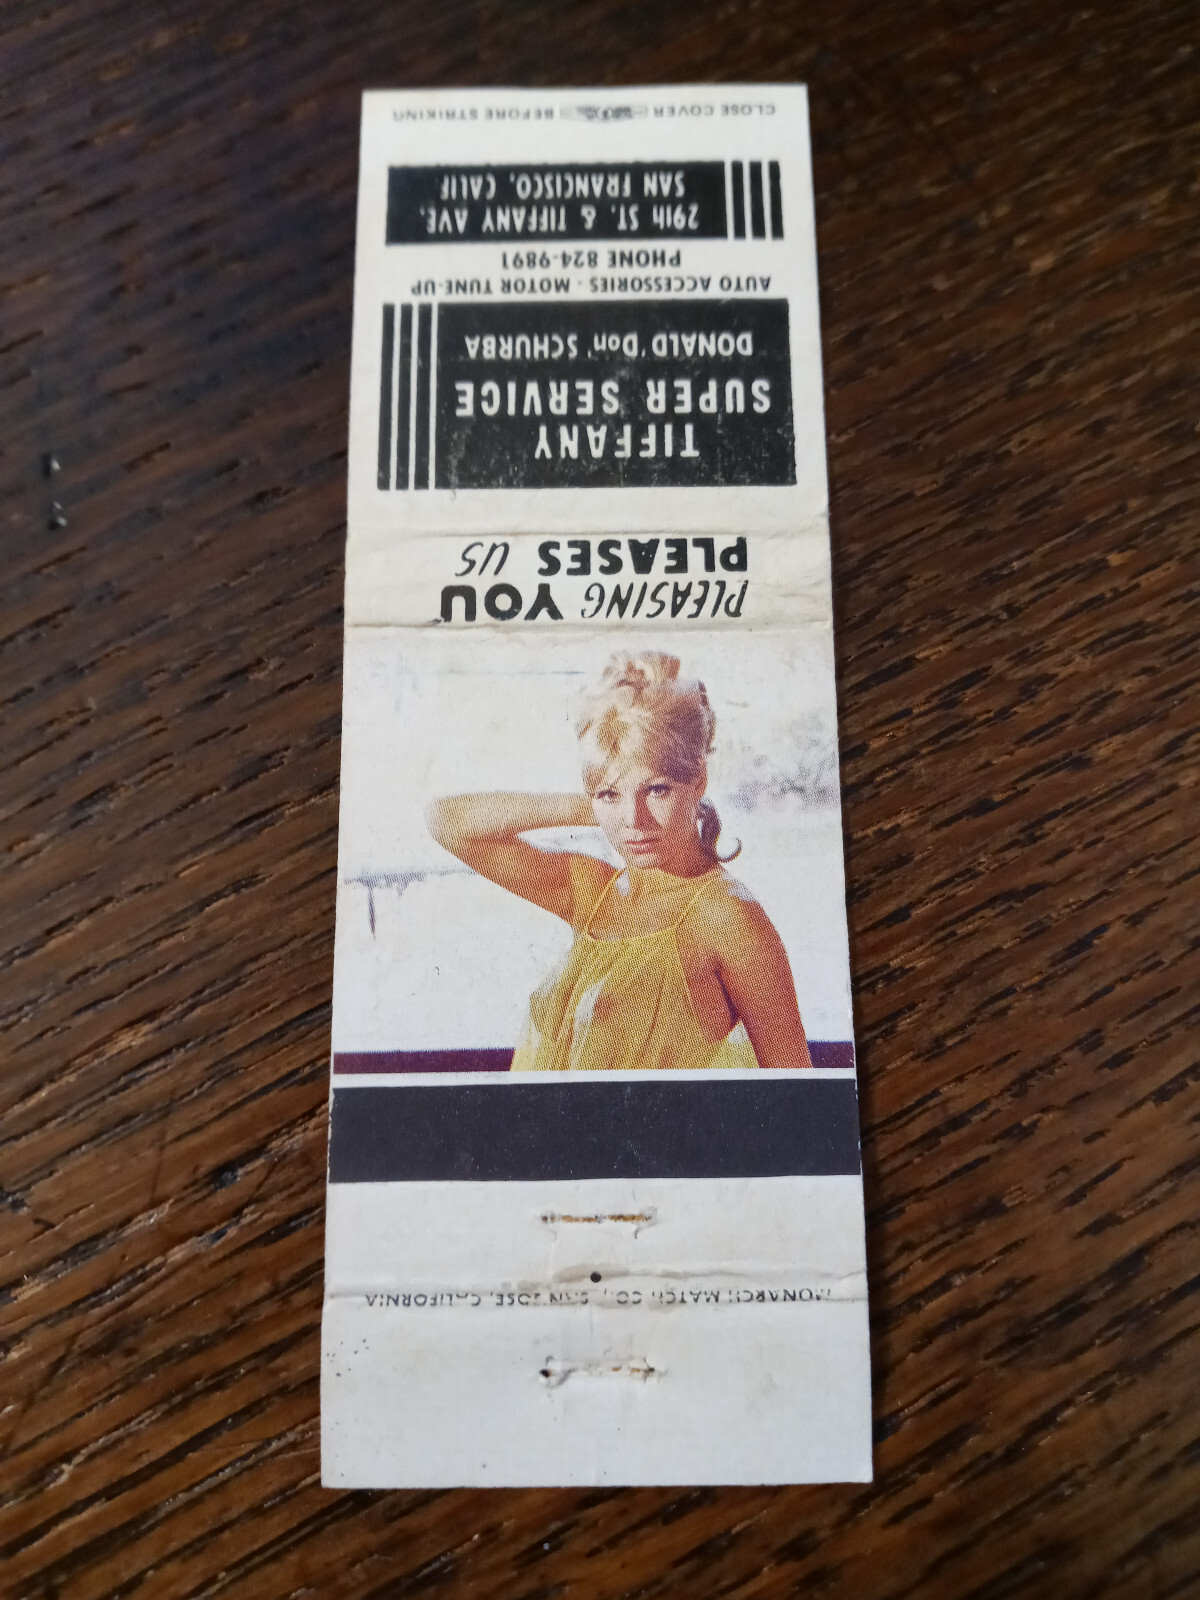 PLEASING YOU
PLEASES US
TIFFANY
SUPER SERVICE
DONALD 'Don' SCHURBA
AUTO ACCESSORIES - MOTOR TUNE-UP
PHONE 824-9891
29th ST. & TIFFANY AVE.
SAN FRANCISCO, CALIF.
CLOSE COVER BEFORE STRIKING
MONARCH MATCH CO., SAN JOSE, CALIFORNIA